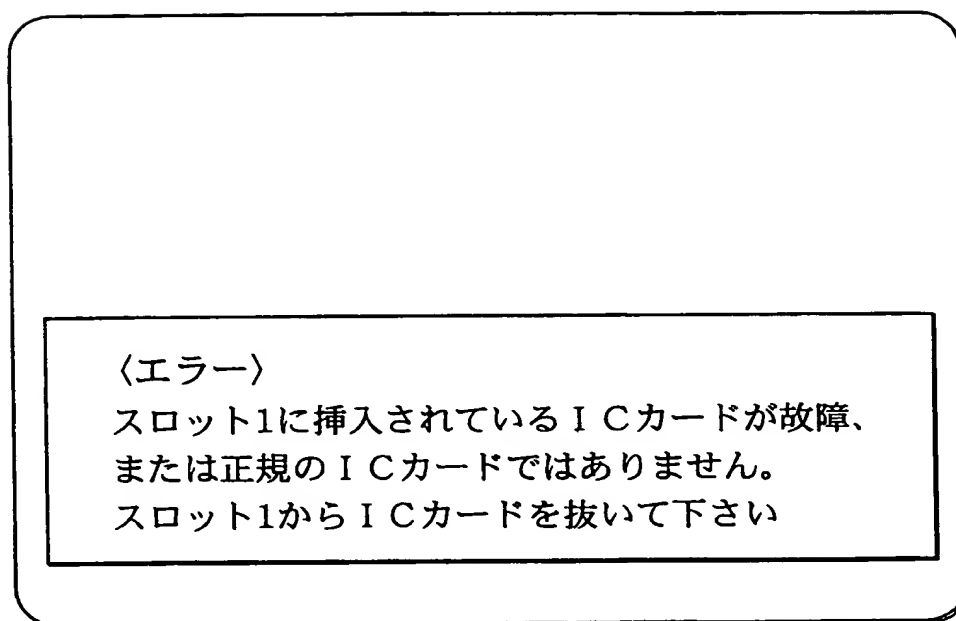 〈エラー〉
スロット1に挿入されているＩＣカードが故障、
または正規のＩＣカードではありません。
スロット1からＩＣカードを抜いて下さい